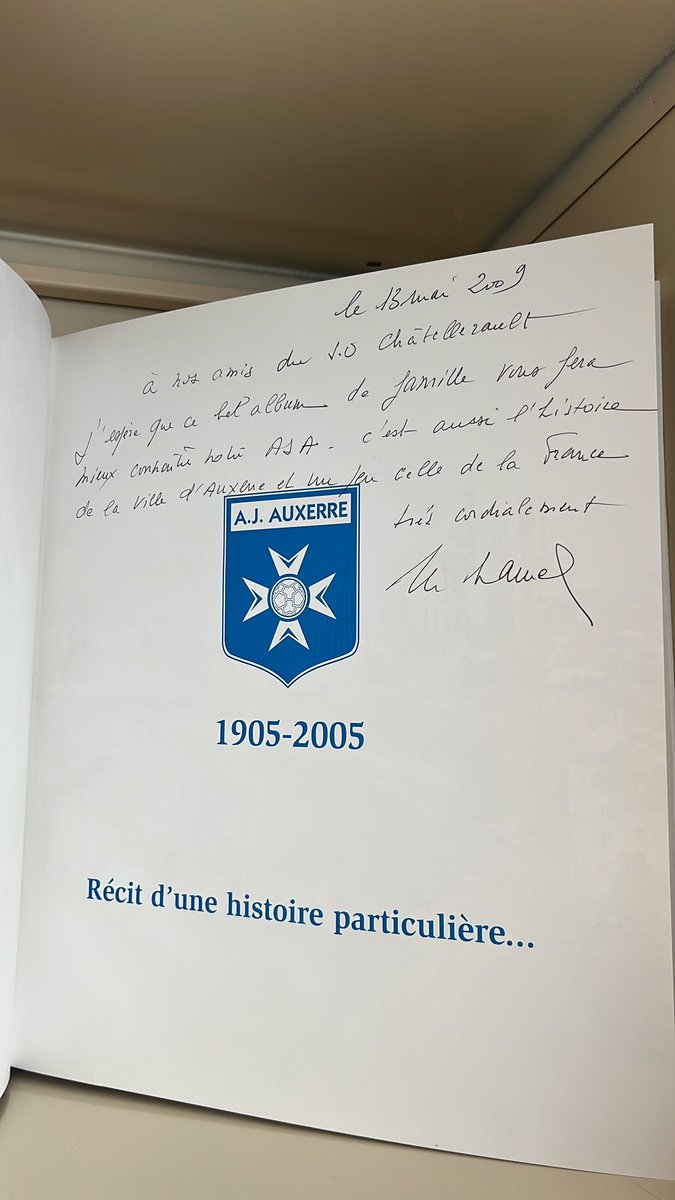 le 13 mai 2009
à nos amis du S.O Châtellerault
J'espère que ce bel album de famille vous fera
mieux connaître notre AJA - c'est aussi l'histoire
de la ville d'Auxerre et un peu celle de la France
très cordialement
A.J. AUXERRE
1905-2005
Récit d'une histoire particulière...